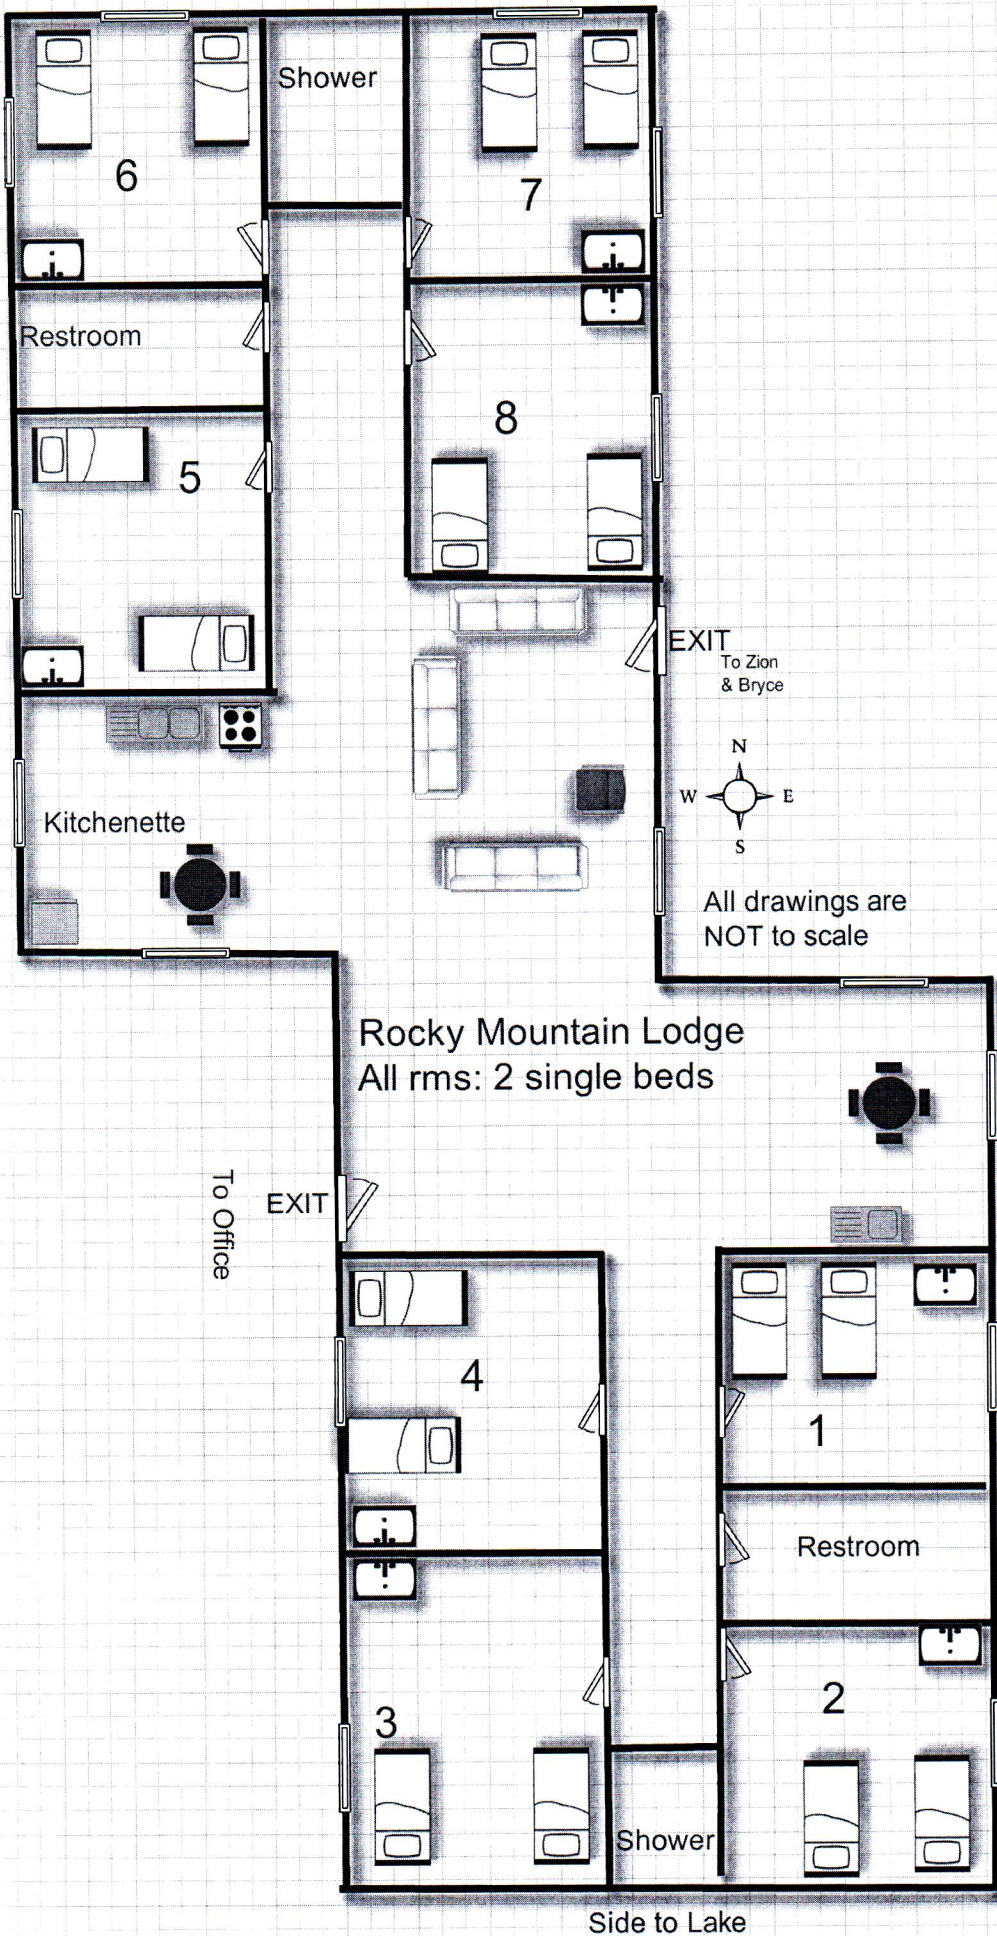 Shower
6
7
Restroom
8
5
EXIT
To Zion
& Bryce
N
W E
S
Kitchenette
All drawings are
NOT to scale
Rocky Mountain Lodge
All rms: 2 single beds
To Office
EXIT
4
1
Restroom
2
3
Shower
Side to Lake